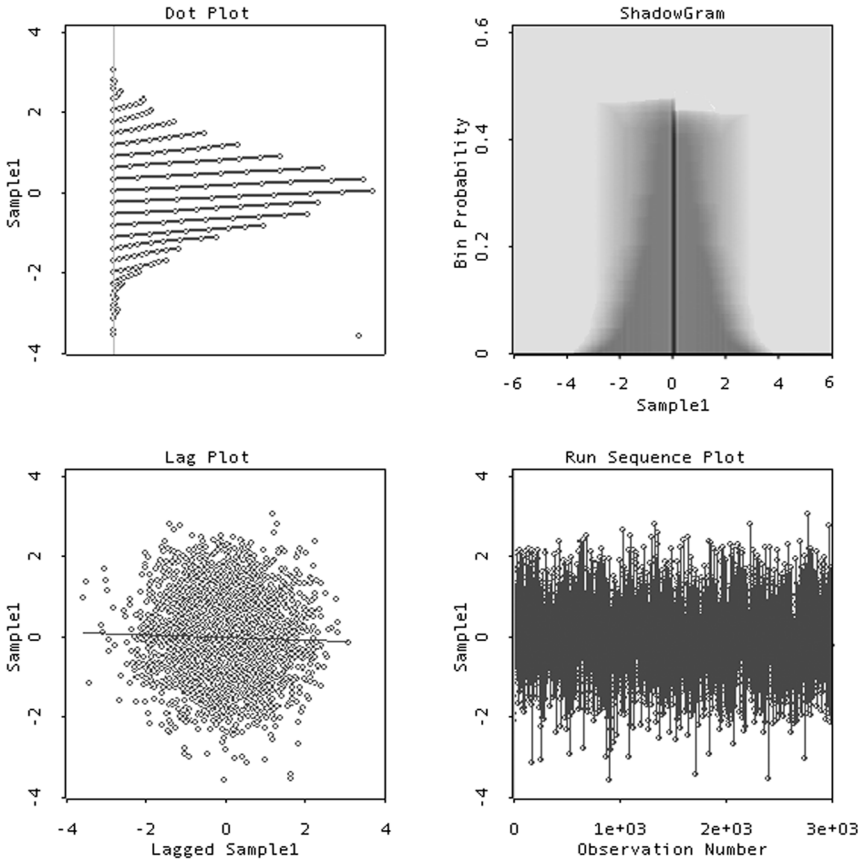 Dot Plot
4
2
0
-2
-4
Sample1
ShadowGram
0.6
0.4
0.2
0
Bin Probability
-6 -4 -2 0 2 4 6
Sample1
Lag Plot
4
2
0
-2
-4
Sample1
-4 -2 0 2 4
Lagged Sample1
Run Sequence Plot
4
2
0
-2
-4
Sample1
0 1e+03 2e+03 3e+03
Observation Number